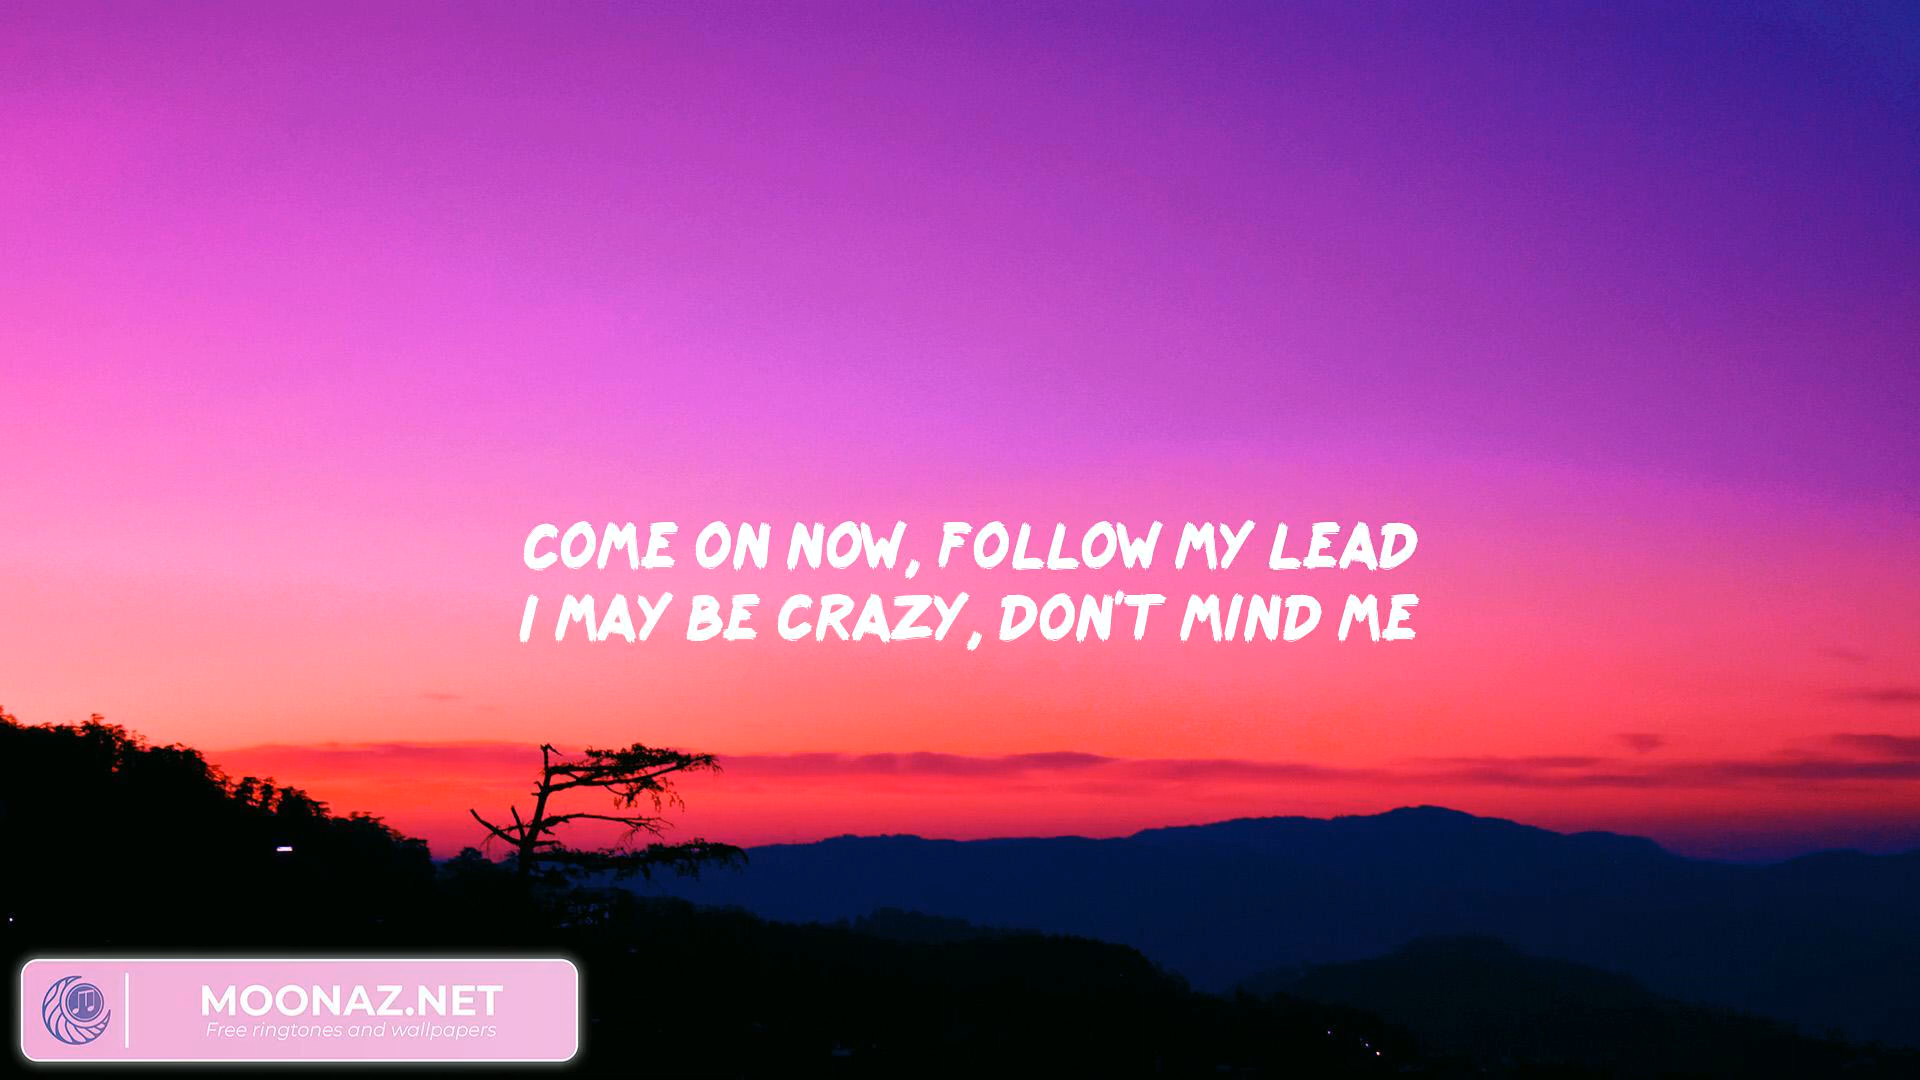 COME ON NOW, FOLLOW MY LEAD
I MAY BE CRAZY, DON'T MIND ME
MOONAZ.NET
Free ringtones and wallpapers